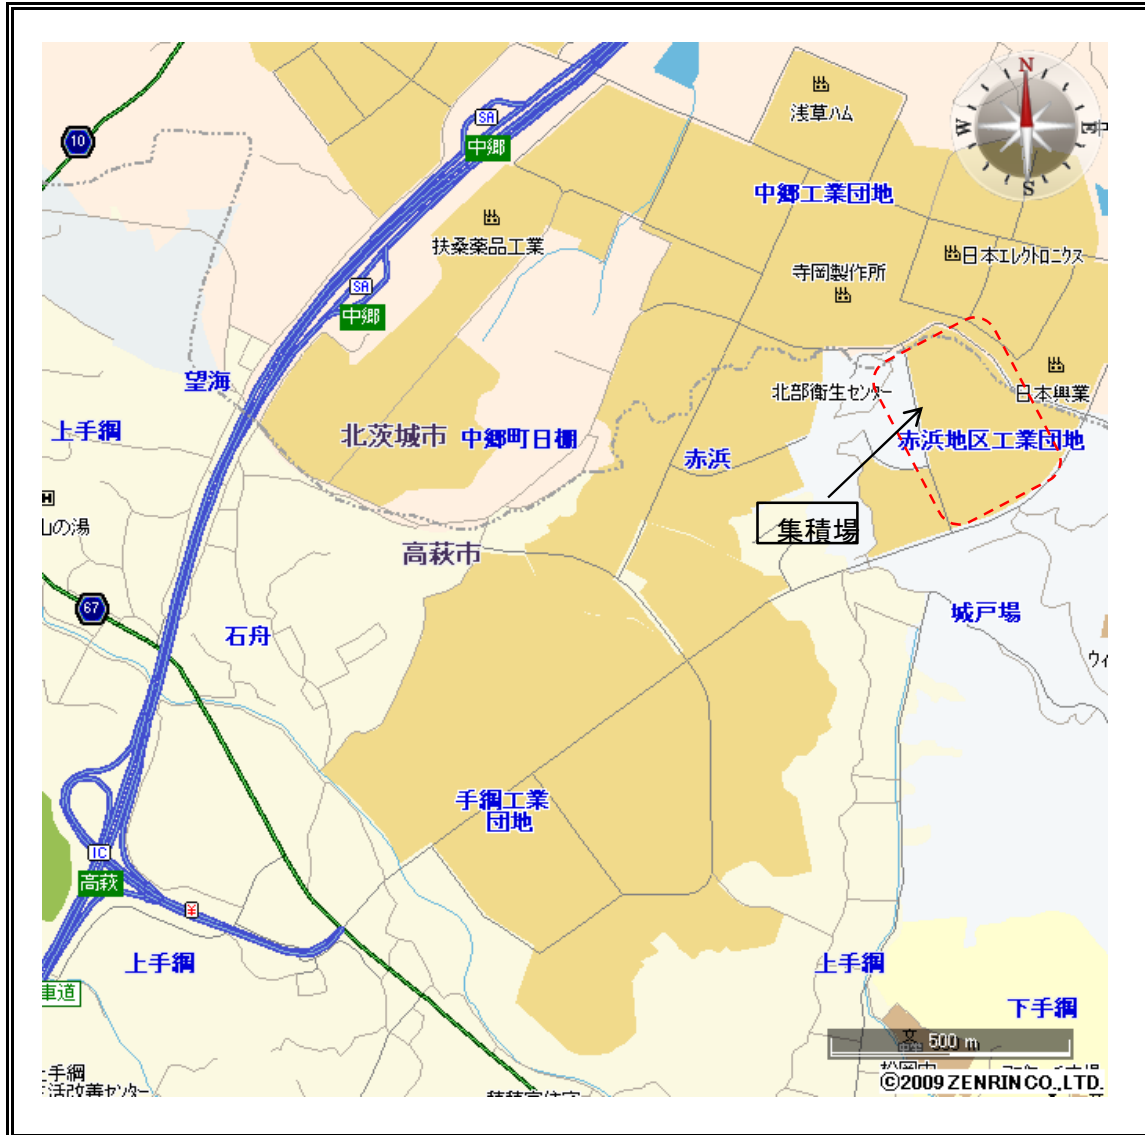 N
E
S
W
浅草ハム
10
SA
中郷
中郷工業団地
扶桑薬品工業
日本エレクトロニクス
寺岡製作所
SA
中郷
望海
北部衛生センター
日本興業
上手綱
北茨城市
中郷町日棚
赤浜
赤浜地区工業団地
山の湯
集積場
高萩市
67
石舟
城戸場
ウィ
手綱工業
団地
IC
高萩
¥
上手綱
上手綱
車道
下手綱
500 m
©2009 ZENRIN CO., LTD.